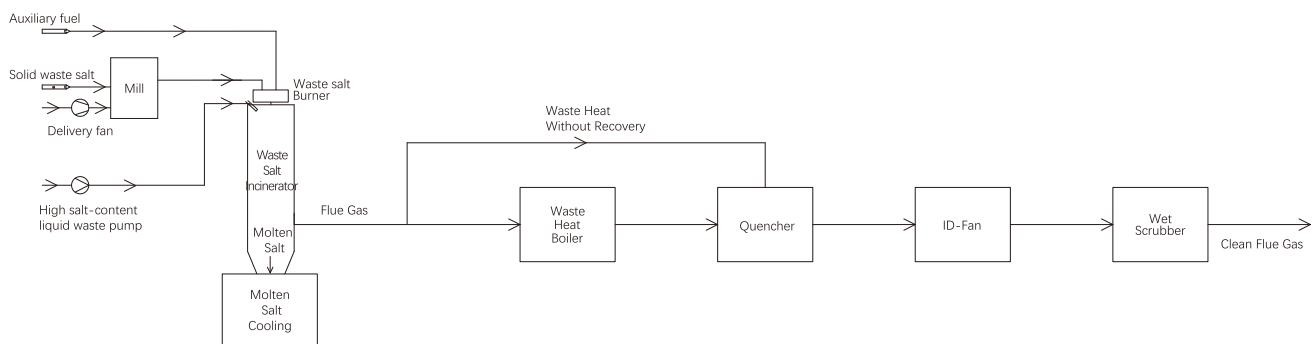 Auxiliary fuel
Solid waste salt
Mill
Delivery fan
High salt-content
liquid waste pump
Waste salt
Burner
Waste
Salt
Incinerator
Molten
Salt
Molten
Salt
Cooling
Flue Gas
Waste Heat
Without Recovery
Waste
Heat
Boiler
Quencher
ID-Fan
Wet
Scrubber
Clean Flue Gas